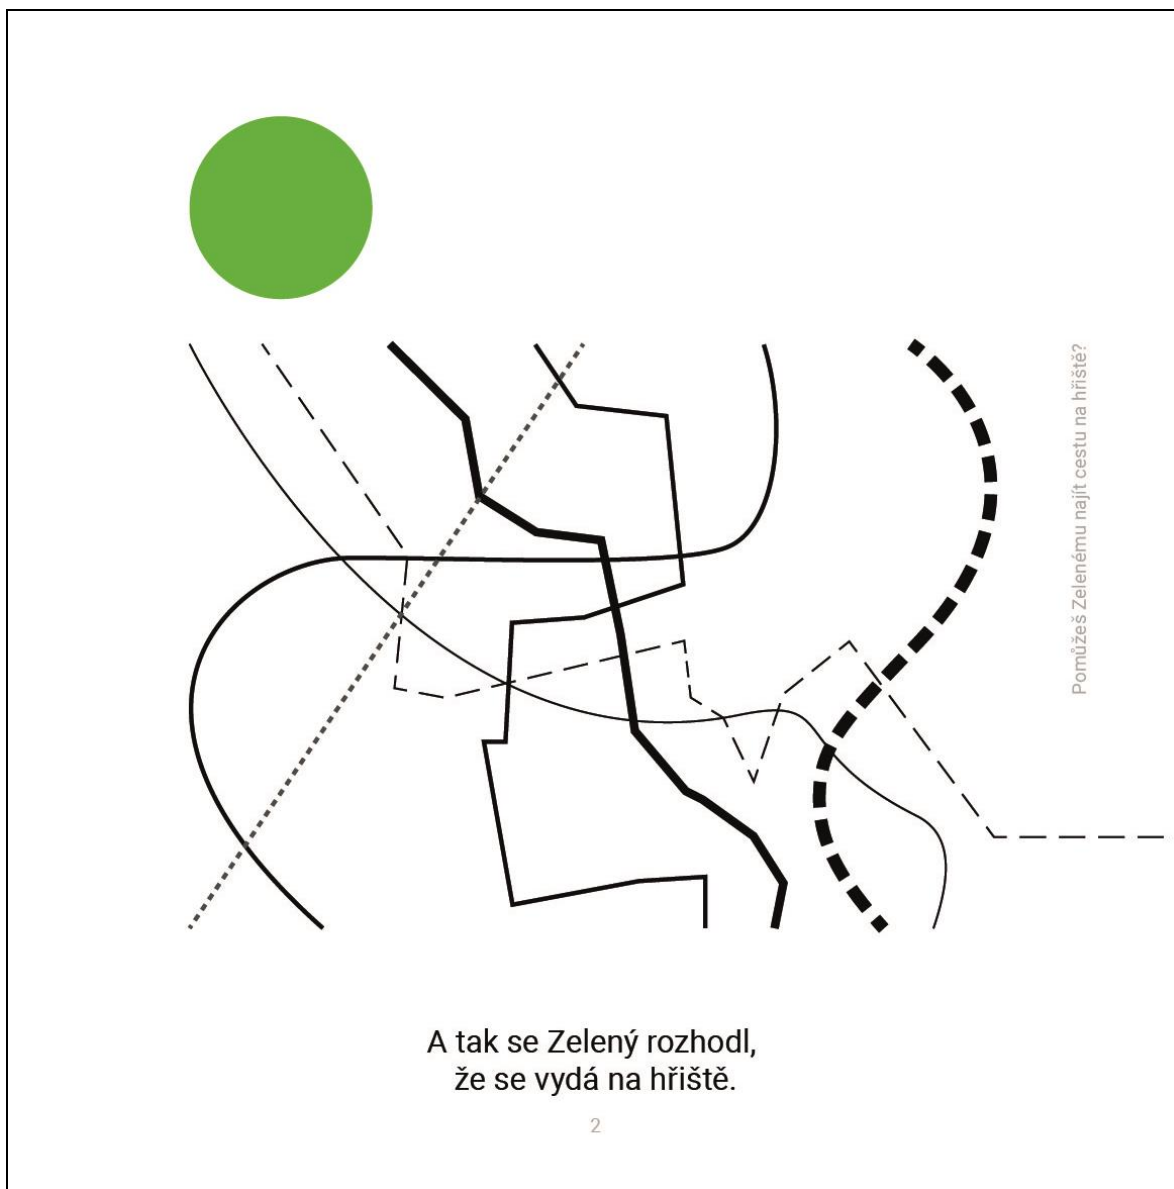 Pomůžeš Zelenému najít cestu na hřiště?
A tak se Zelený rozhodl,
že se vydá na hřiště.
2